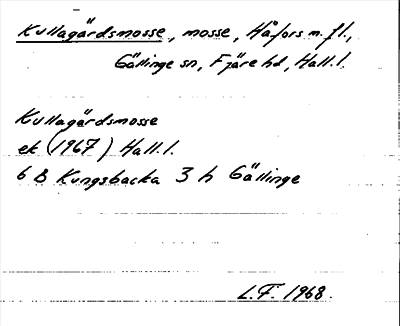 Kullagärdsmosse, mosse, Håfors m. fl.,
Gällinge sn, Fjäre hd, Hall. l.
Kullagärdsmosse
ek (1967) Hall. l.
6 B Kungsbacka 3 h Gällinge
L.F. 1968.